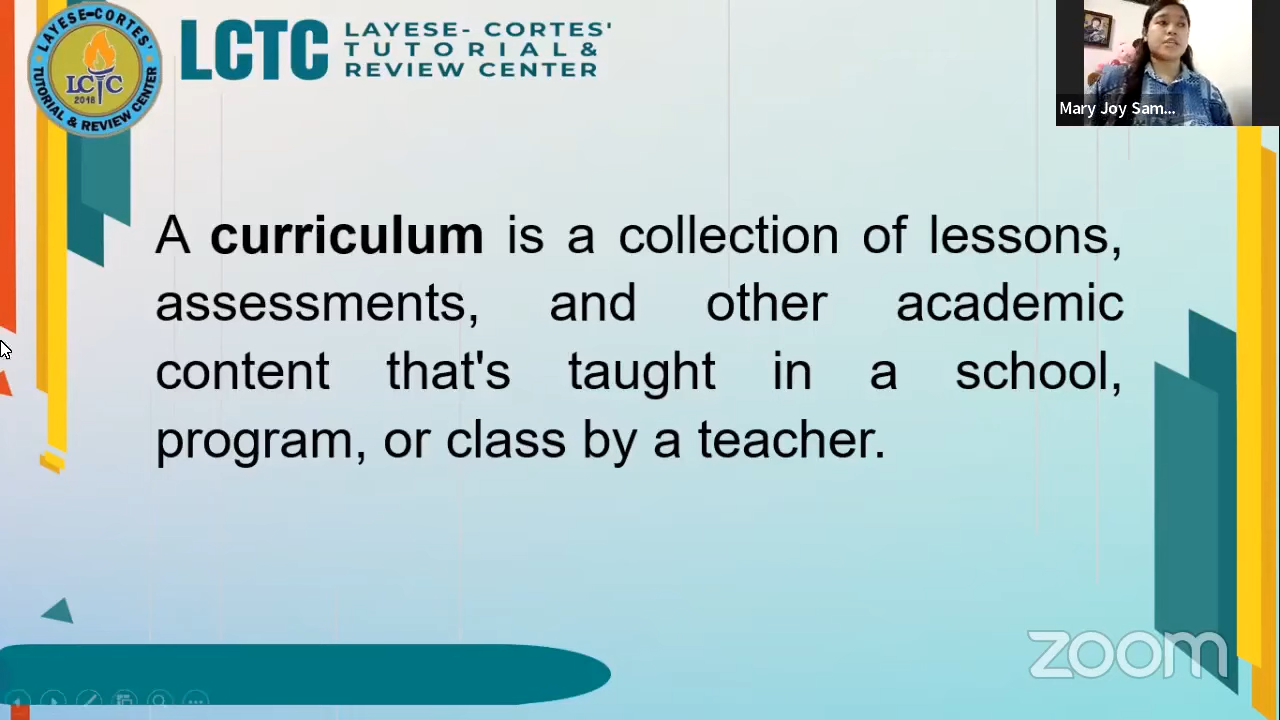 LAYESE-CORTES'
LCTC
2018
TUTORIAL & REVIEW CENTER
LCTC
LAYESE- CORTES'
TUTORIAL &
REVIEW CENTER
Mary Joy Sam...
A curriculum is a collection of lessons,
assessments, and other academic
content that's taught in a school,
program, or class by a teacher.
zoom